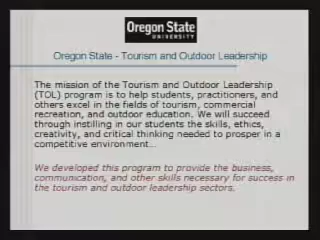 Oregon State
UNIVERSITY
Oregon State - Tourism and Outdoor Leadership
The mission of the Tourism and Outdoor Leadership
(TOL) program is to help students, practitioners, and
others excel in the fields of tourism, commercial
recreation, and outdoor education. We will succeed
through instilling in our students the skills, ethics,
creativity, and critical thinking needed to prosper in a
competitive environment...
We developed this program to provide the business,
communication, and other skills necessary for success in
the tourism and outdoor leadership sectors.